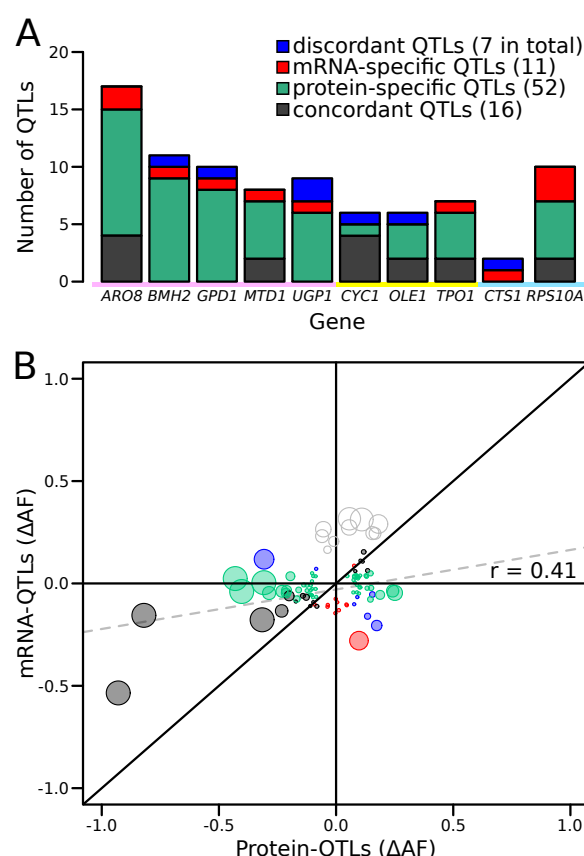 A
discordant QTLs (7 in total)
mRNA-specific QTLs (11)
protein-specific QTLs (52)
concordant QTLs (16)
Number of QTLs
20
15
10
5
0
ARO8 BMH2 GPD1 MTD1 UGP1 CYC1 OLE1 TPO1 CTS1 RPS10A
Gene
B
mRNA-QTLs (ΔAF)
1.0
0.5
0.0
-0.5
-1.0
r = 0.41
-1.0 -0.5 0.0 0.5 1.0
Protein-QTLs (ΔAF)